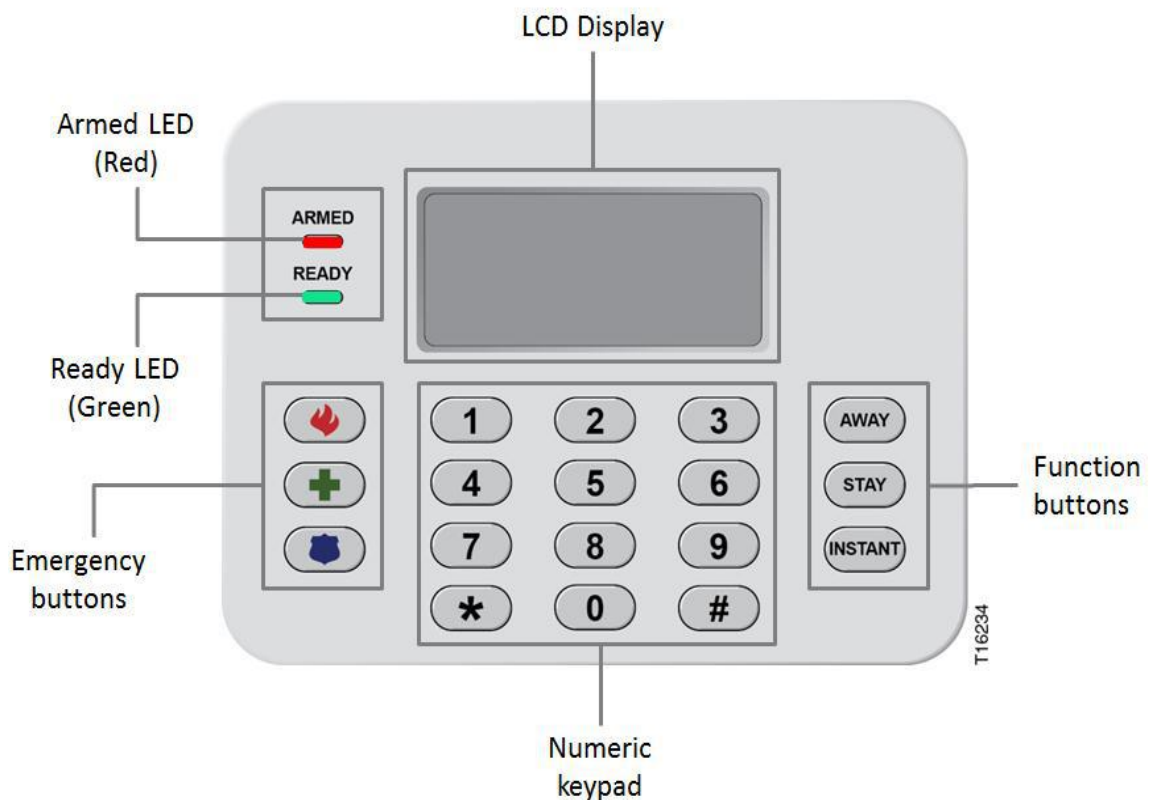 LCD Display
Armed LED
(Red)
ARMED
READY
Ready LED
(Green)
1 2 3
4 5 6
7 8 9
* 0 #
AWAY
STAY
INSTANT
Function
buttons
Emergency
buttons
T16234
Numeric
keypad